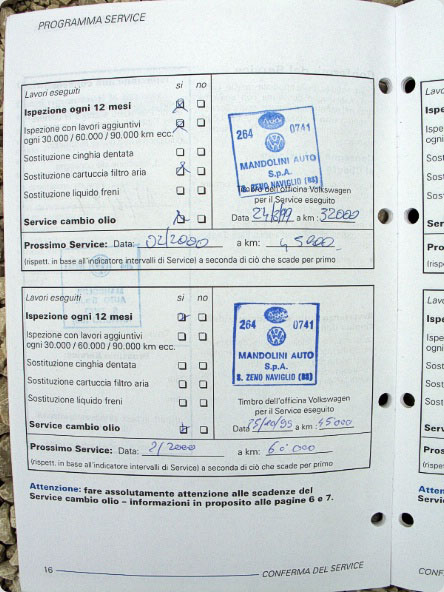 PROGRAMMA SERVICE
Lavori eseguiti si no
Ispezione ogni 12 mesi
Ispezione con lavori aggiuntivi
ogni 30.000 / 60.000 / 90.000 km ecc.
Sostituzione cinghia dentata
Sostituzione cartuccia filtro aria
Sostituzione liquido freni
Service cambio olio
264 0741
MANDOLINI AUTO
S.p.A.
S. ZENO NAVIGLIO (BS)
Timbro dell'officina Volkswagen
per il Service eseguito
Data a km: 32000
Prossimo Service: Data: 02/2000 a km: 45000
(rispett. in base all'indicatore intervalli di Service) a seconda di ciò che scade per primo
Lavori eseguiti si no
Ispezione ogni 12 mesi
Ispezione con lavori aggiuntivi
ogni 30.000 / 60.000 / 90.000 km ecc.
Sostituzione cinghia dentata
Sostituzione cartuccia filtro aria
Sostituzione liquido freni
Service cambio olio
264 0741
MANDOLINI AUTO
S.p.A.
S. ZENO NAVIGLIO (BS)
Timbro dell'officina Volkswagen
per il Service eseguito
Data 25/10/99 a km: 45000
Prossimo Service: Data: 2/2000 a km: 60000
(rispett. in base all'indicatore intervalli di Service) a seconda di ciò che scade per primo
Attenzione: fare assolutamente attenzione alle scadenze del
Service cambio olio – informazioni in proposito alle pagine 6 e 7.
16 CONFERMA DEL SERVICE